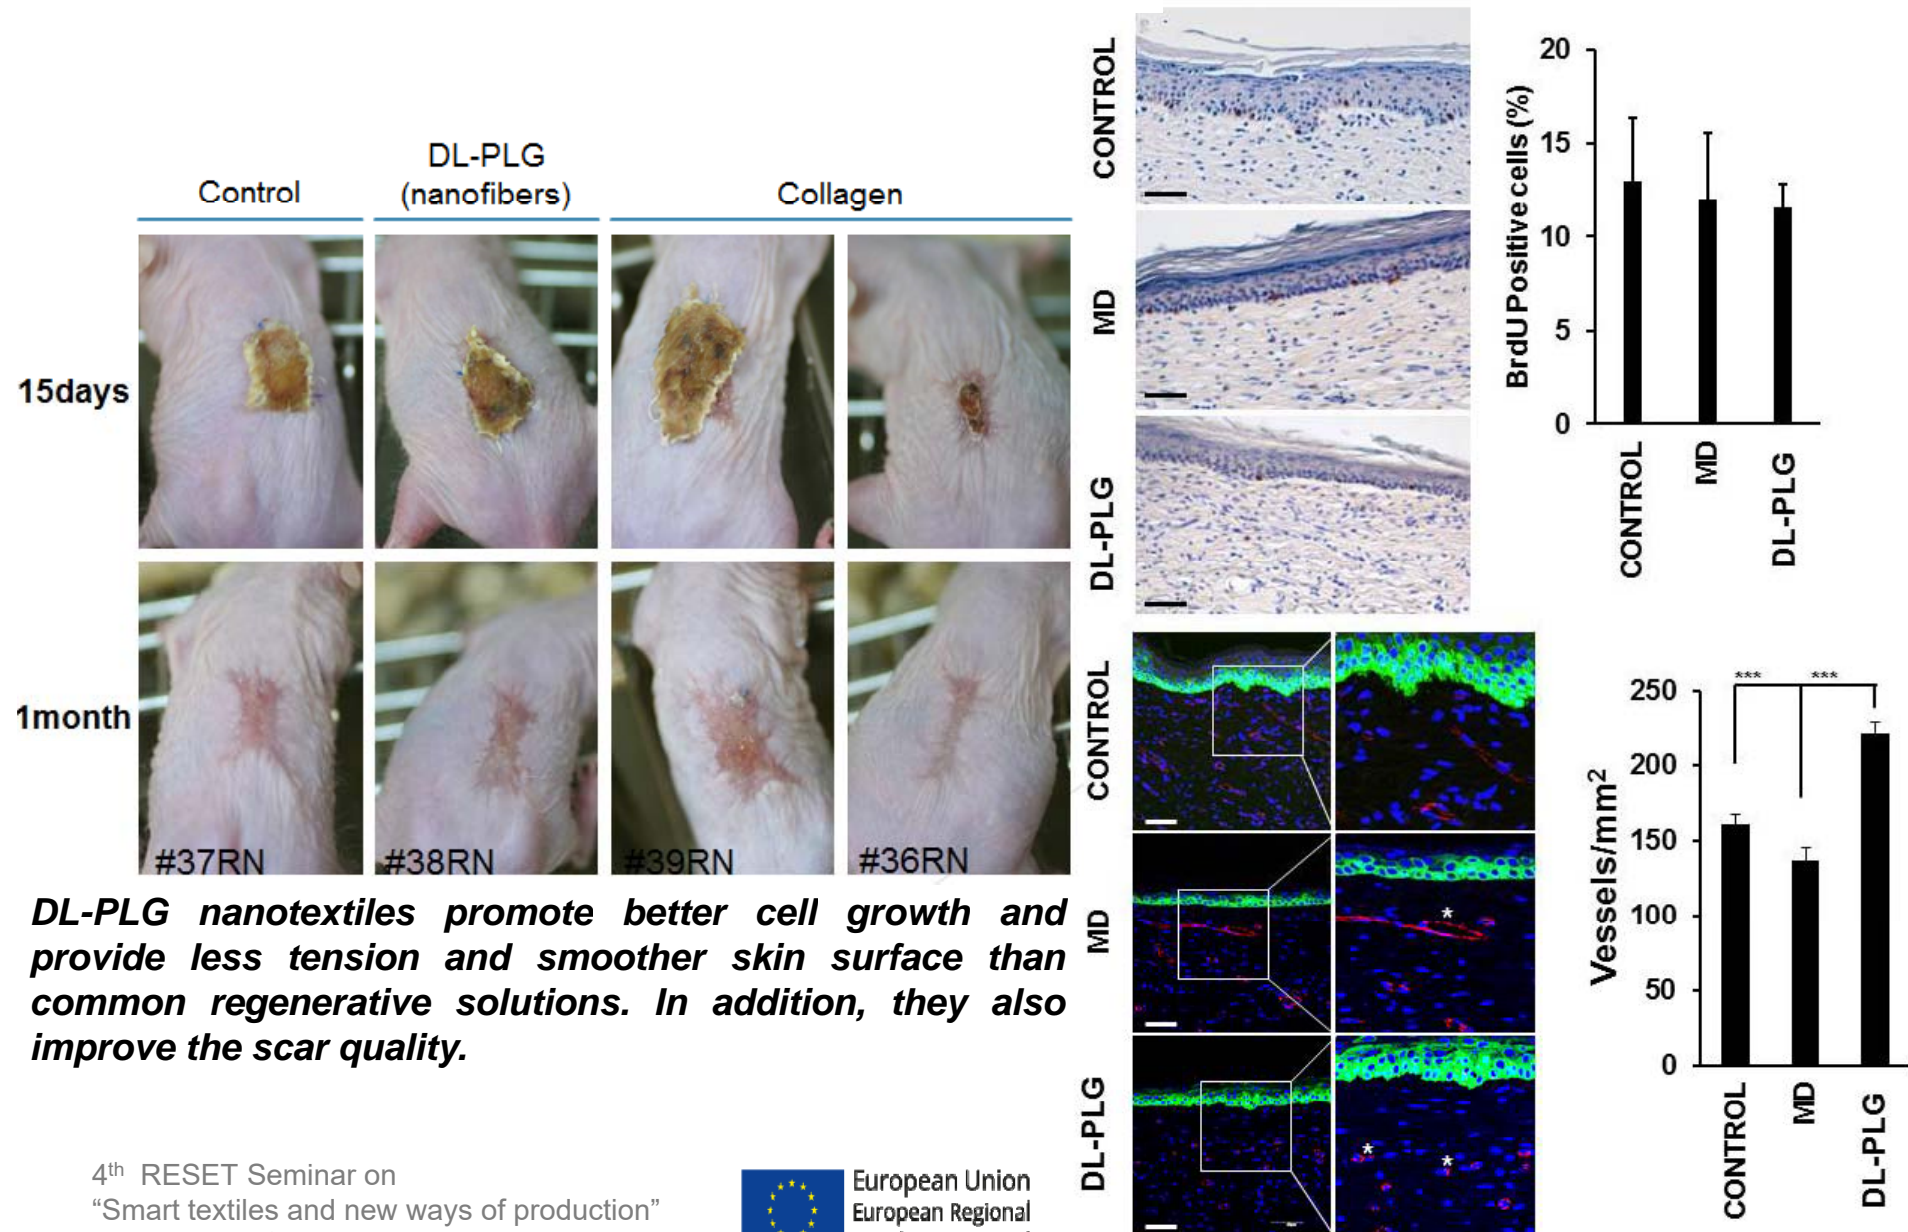 Control
DL-PLG
(nanofibers)
Collagen
15days
1month
#37RN
#38RN
#39RN
#36RN
DL-PLG nanotextiles promote better cell growth and
provide less tension and smoother skin surface than
common regenerative solutions. In addition, they also
improve the scar quality.
4th RESET Seminar on
“Smart textiles and new ways of production”
European Union
European Regional
CONTROL
MD
DL-PLG
BrdU Positive cells (%)
20
15
10
5
0
CONTROL
MD
DL-PLG
CONTROL
MD
*
DL-PLG
* *
Vessels/mm2
*** ***
250
200
150
100
50
0
CONTROL
MD
DL-PLG